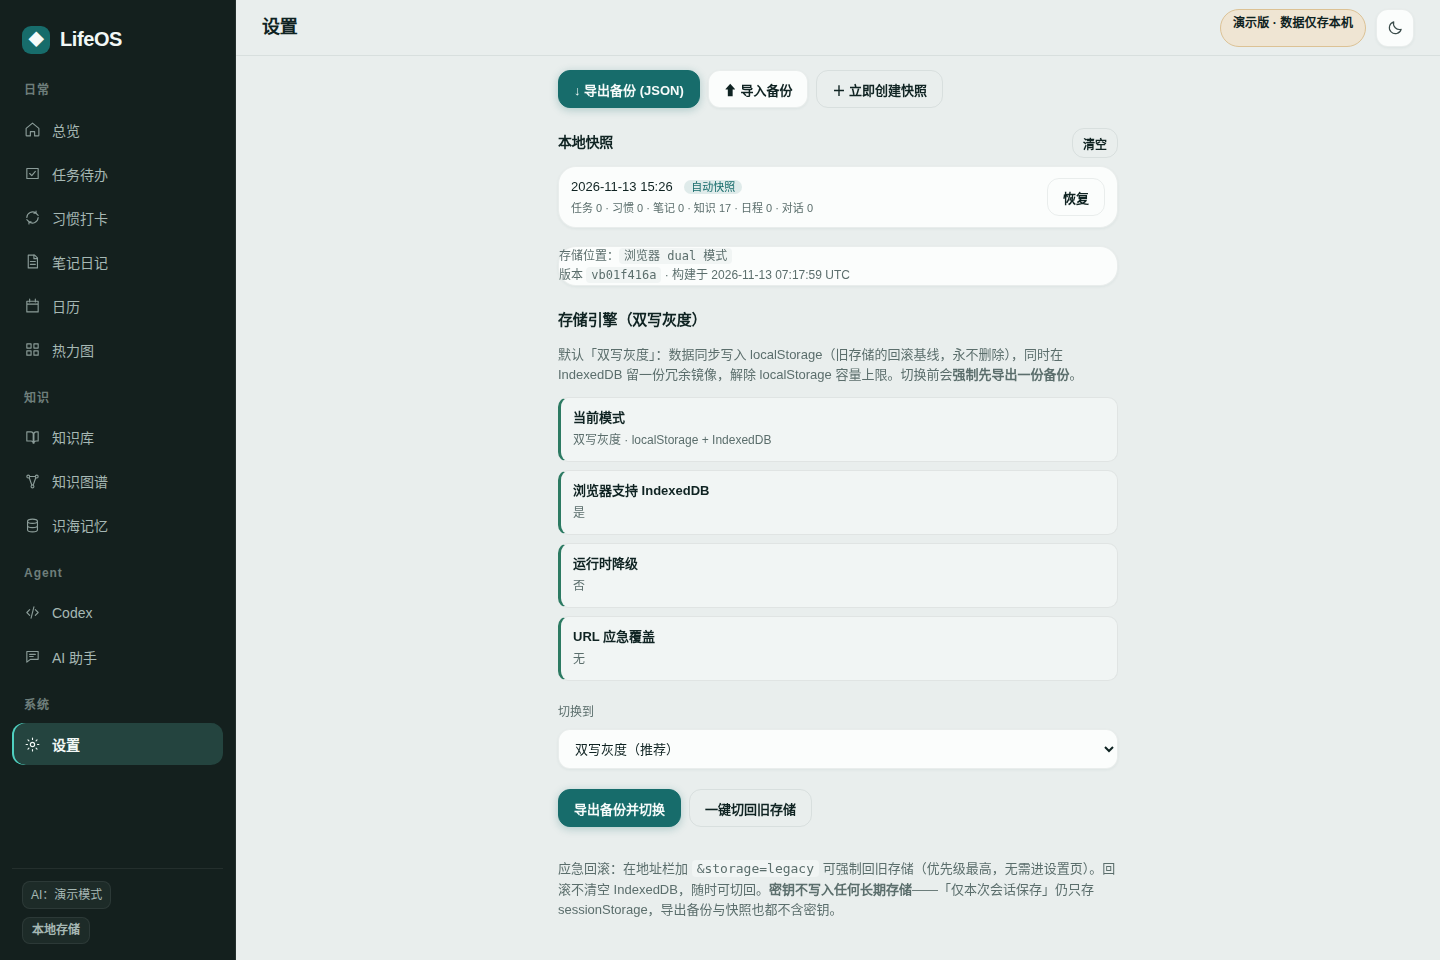 LifeOS
日常
总览
任务待办
习惯打卡
笔记日记
日历
热力图
知识
知识库
知识图谱
识海记忆
Agent
Codex
AI 助手
系统
设置
AI：演示模式
本地存储
设置
演示版 · 数据仅存本机
↓ 导出备份 (JSON)
⬆ 导入备份
＋ 立即创建快照
本地快照
清空
2026-11-13 15:26 自动快照
任务 0 · 习惯 0 · 笔记 0 · 知识 17 · 日程 0 · 对话 0
恢复
存储位置： 浏览器 dual 模式
版本 vb01f416a · 构建于 2026-11-13 07:17:59 UTC
存储引擎（双写灰度）
默认「双写灰度」：数据同步写入 localStorage（旧存储的回滚基线，永不删除），同时在
IndexedDB 留一份冗余镜像，解除 localStorage 容量上限。切换前会强制先导出一份备份。
当前模式
双写灰度 · localStorage + IndexedDB
浏览器支持 IndexedDB
是
运行时降级
否
URL 应急覆盖
无
切换到
双写灰度（推荐）
导出备份并切换
一键切回旧存储
应急回滚：在地址栏加 &storage=legacy 可强制回旧存储（优先级最高，无需进设置页）。回
滚不清空 IndexedDB，随时可切回。密钥不写入任何长期存储——「仅本次会话保存」仍只存
sessionStorage，导出备份与快照也都不含密钥。